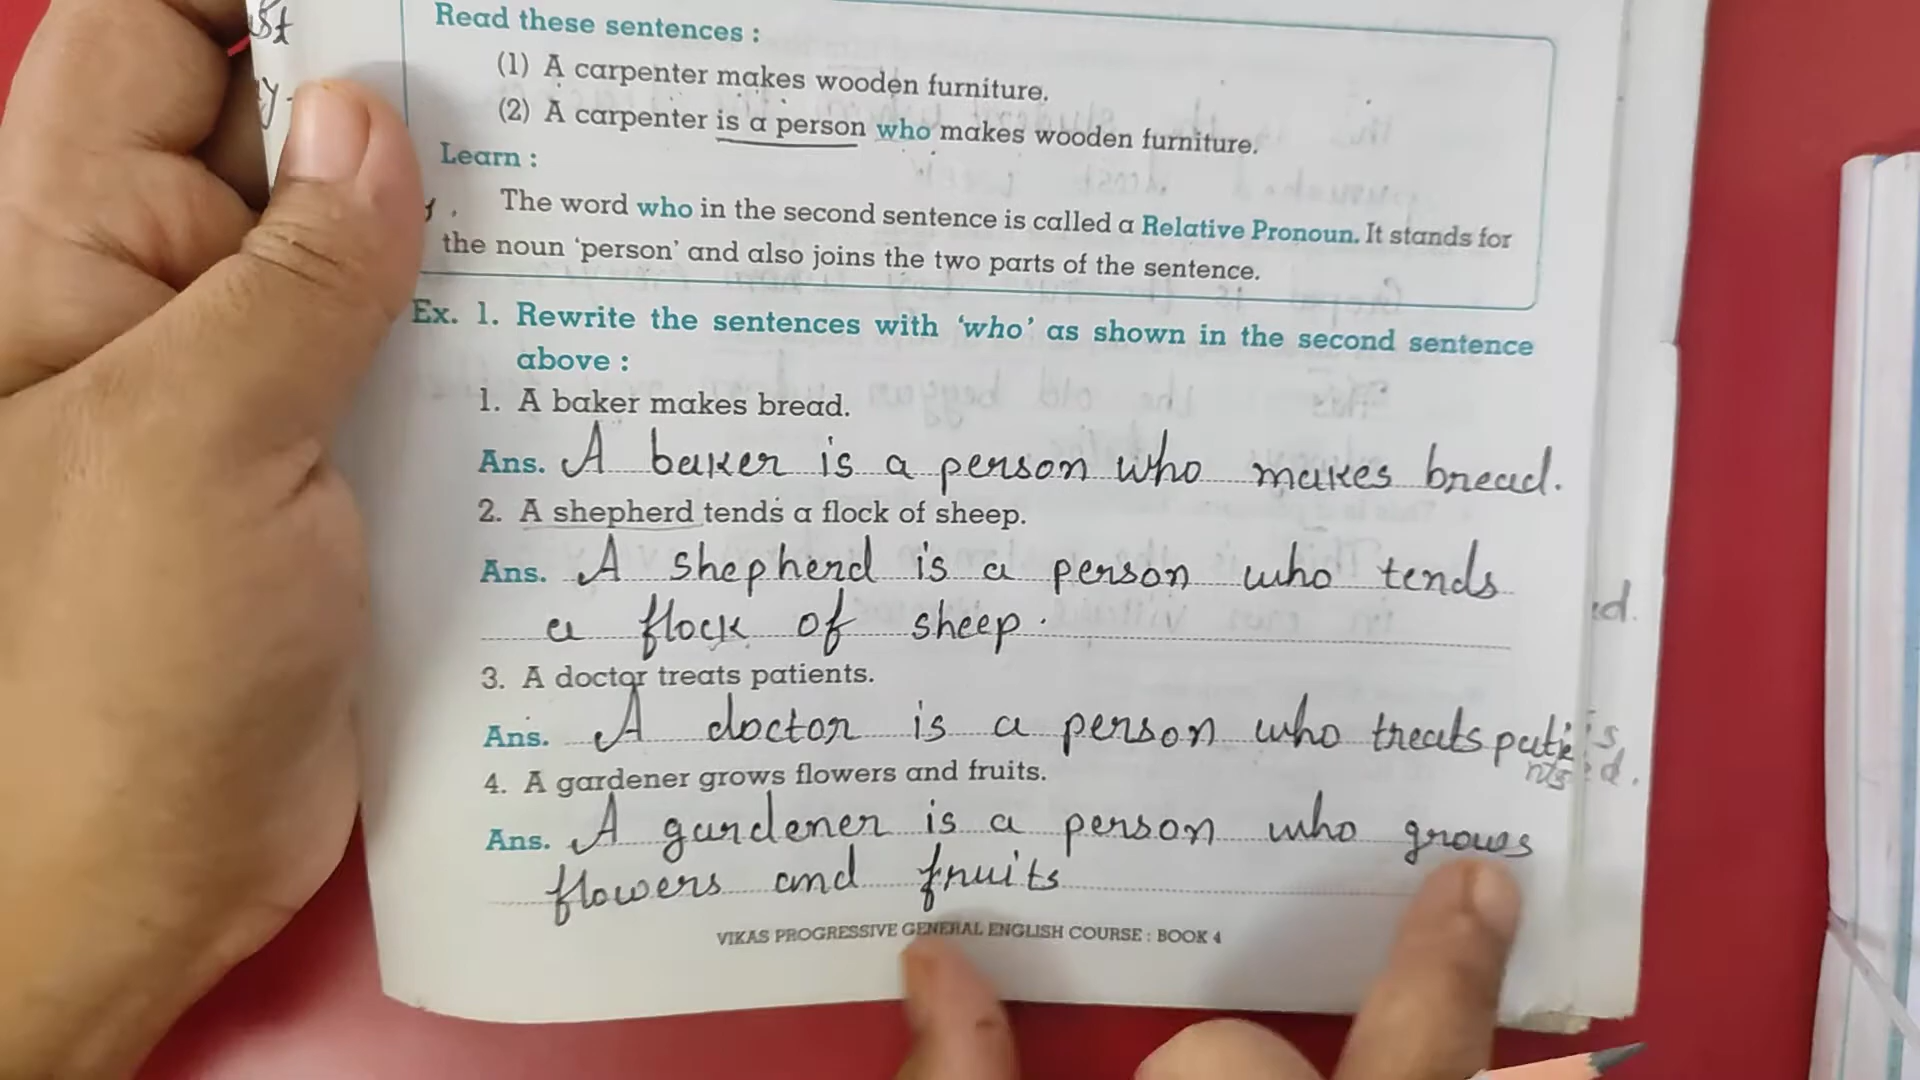 st
y.
Read these sentences :
(1) A carpenter makes wooden furniture.
(2) A carpenter is a person who makes wooden furniture.
Learn :
The word who in the second sentence is called a Relative Pronoun. It stands for
the noun ‘person’ and also joins the two parts of the sentence.
Ex. 1. Rewrite the sentences with ‘who’ as shown in the second sentence
above :
1. A baker makes bread.
Ans. A baker is a person who makes bread.
2. A shepherd tends a flock of sheep.
Ans. A shepherd is a person who tends
a flock of sheep.
3. A doctor treats patients.
Ans. A doctor is a person who treats patie
nts
4. A gardener grows flowers and fruits.
Ans. A gardener is a person who grows
flowers and fruits
VIKAS PROGRESSIVE GENERAL ENGLISH COURSE : BOOK 4
d.
s
d.